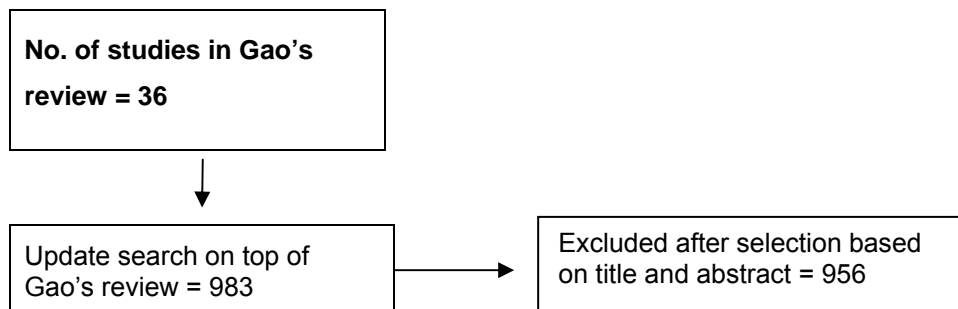 No. of studies in Gao’s
review = 36
Update search on top of
Gao’s review = 983
Excluded after selection based
on title and abstract = 956